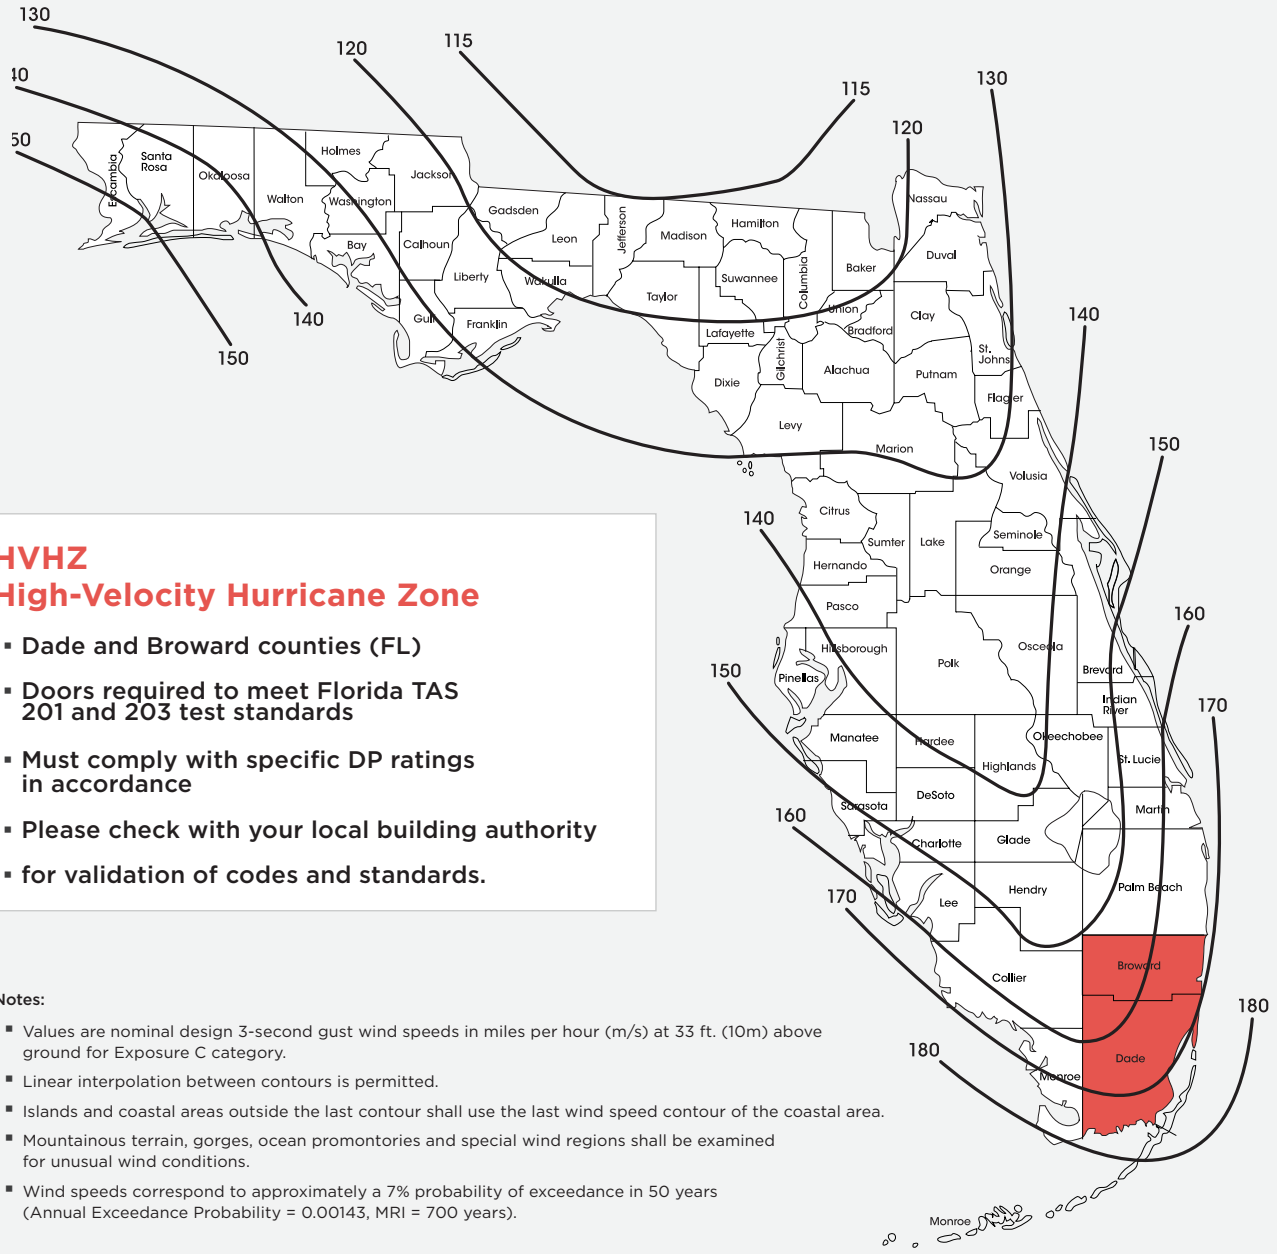 130
120
115
40
115
130
50
120
Holmes
Santa
Rosa
Escambia
Okaloosa
Jackson
Walton
Washington
Nassau
Gadsden
Leon
Jefferson
Madison
Hamilton
Bay
Calhoun
Duval
Baker
Columbia
Liberty
Wakulla
Suwannee
Taylor
Union
140
Gulf
Franklin
Clay
140
Lafayette
Bradford
150
Gilchrist
St.
Johns
Alachua
Putnam
Dixie
Flagler
Levy
Marion
150
Volusia
140
Citrus
Seminole
Sumter
Lake
Hernando
Orange
Pasco
160
Hillsborough
Osceola
Polk
Brevard
150
Pinellas
Indian
River
170
Manatee
Hardee
Okeechobee
Highlands
St. Lucie
DeSoto
Sarasota
Martin
160
Charlotte
Glade
Hendry
Palm Beach
170
Lee
Broward
Collier
180
180
Dade
Monroe
Monroe
HVHZ
High-Velocity Hurricane Zone
▪ Dade and Broward counties (FL)
▪ Doors required to meet Florida TAS
201 and 203 test standards
▪ Must comply with specific DP ratings
in accordance
▪ Please check with your local building authority
▪ for validation of codes and standards.
Notes:
▪ Values are nominal design 3-second gust wind speeds in miles per hour (m/s) at 33 ft. (10m) above
ground for Exposure C category.
▪ Linear interpolation between contours is permitted.
▪ Islands and coastal areas outside the last contour shall use the last wind speed contour of the coastal area.
▪ Mountainous terrain, gorges, ocean promontories and special wind regions shall be examined
for unusual wind conditions.
▪ Wind speeds correspond to approximately a 7% probability of exceedance in 50 years
(Annual Exceedance Probability = 0.00143, MRI = 700 years).